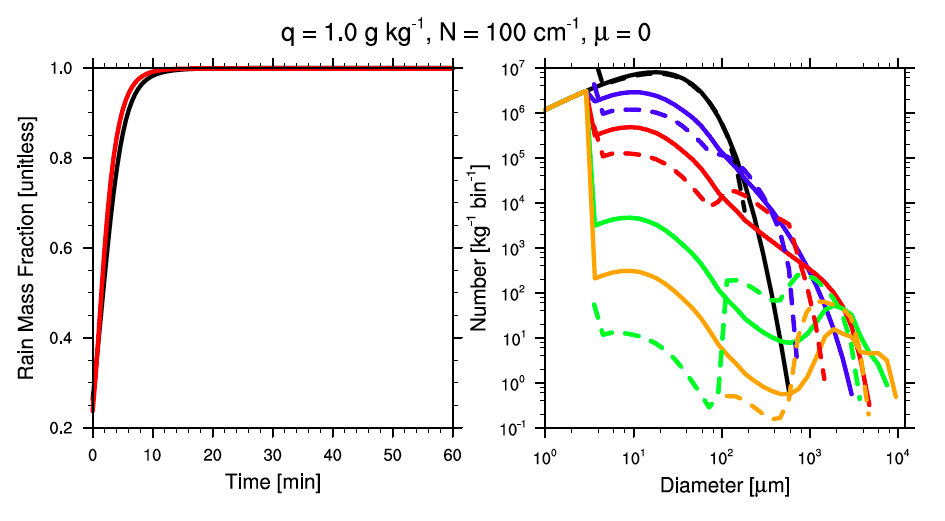 q = 1.0 g kg⁻¹, N = 100 cm⁻¹, μ = 0
Rain Mass Fraction [unitless]
1.0
0.8
0.6
0.4
0.2
0 10 20 30 40 50 60
Time [min]
Number [kg⁻¹ bin⁻¹]
10⁷
10⁶
10⁵
10⁴
10³
10²
10¹
10⁰
10⁻¹
10⁰ 10¹ 10² 10³ 10⁴
Diameter [μm]